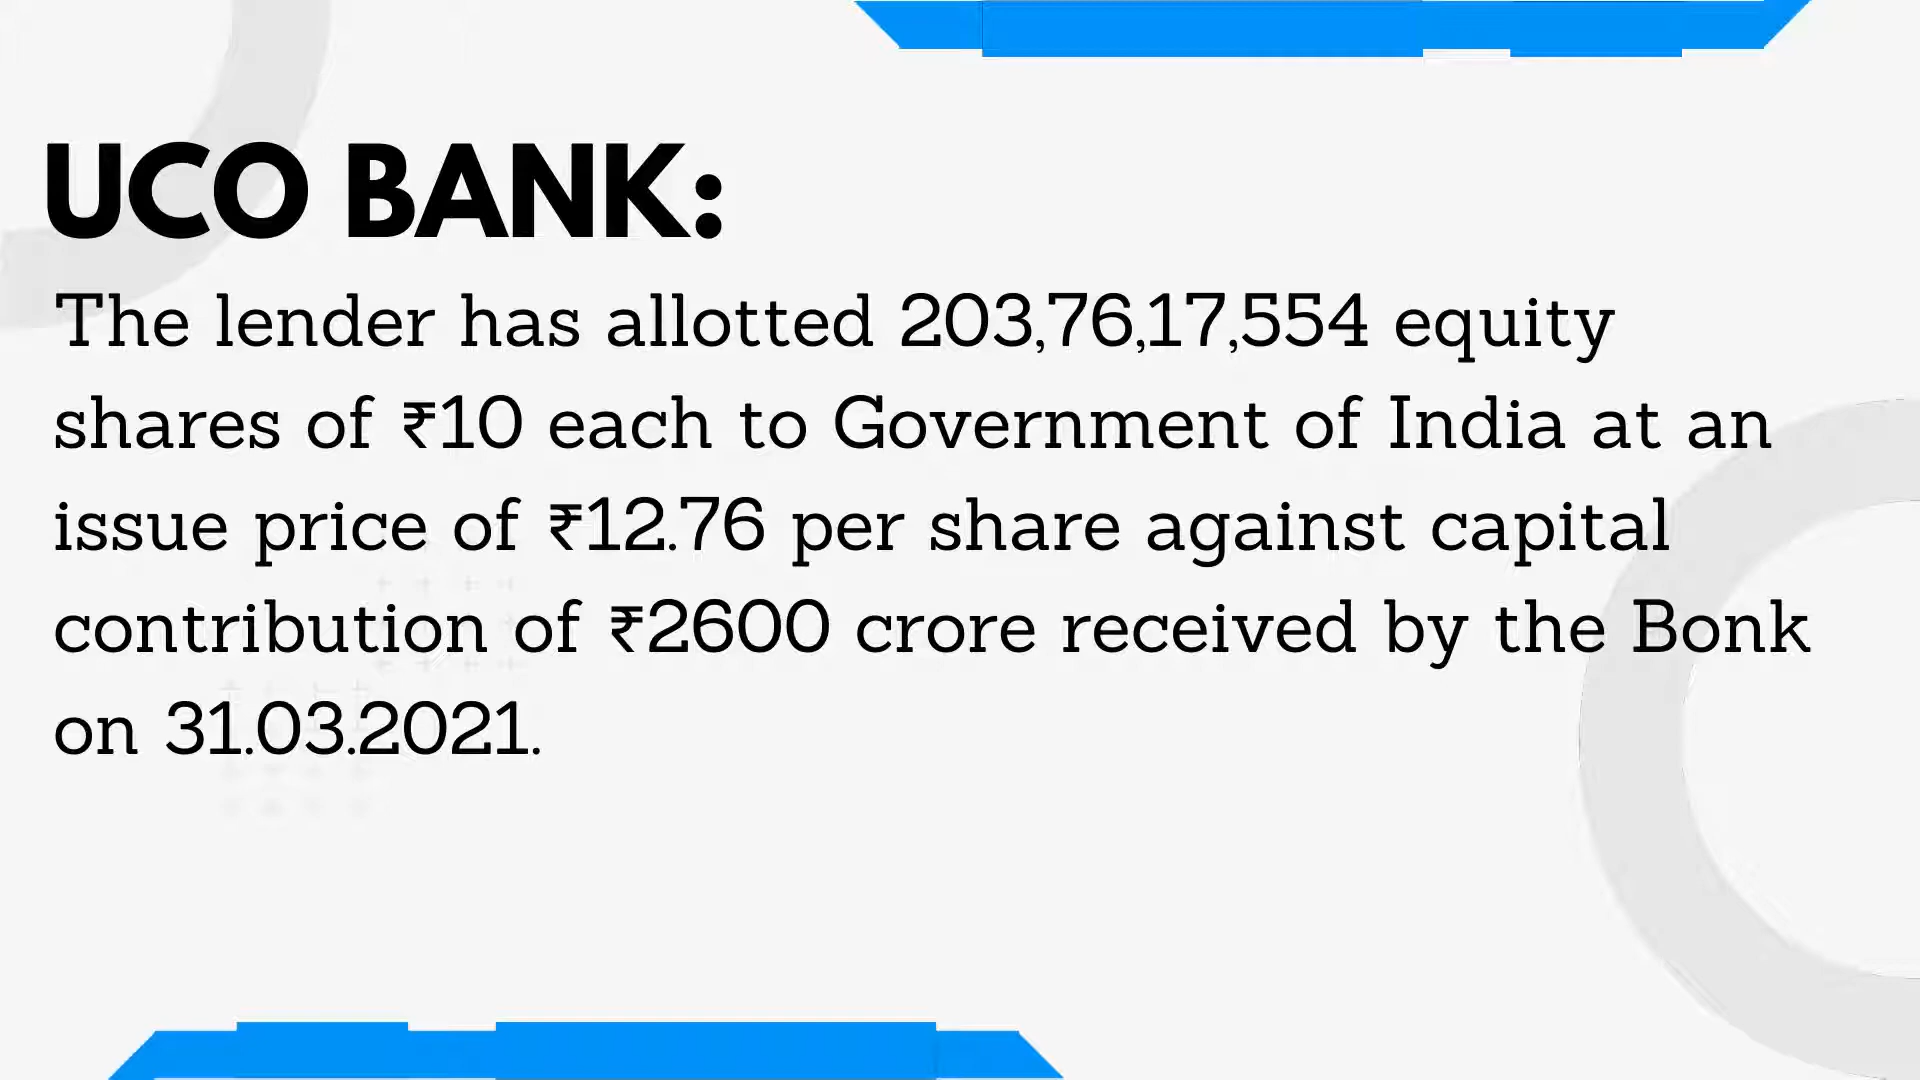 UCO BANK:
The lender has allotted 203,76,17,554 equity
shares of ₹10 each to Government of India at an
issue price of ₹12.76 per share against capital
contribution of ₹2600 crore received by the Bonk
on 31.03.2021.